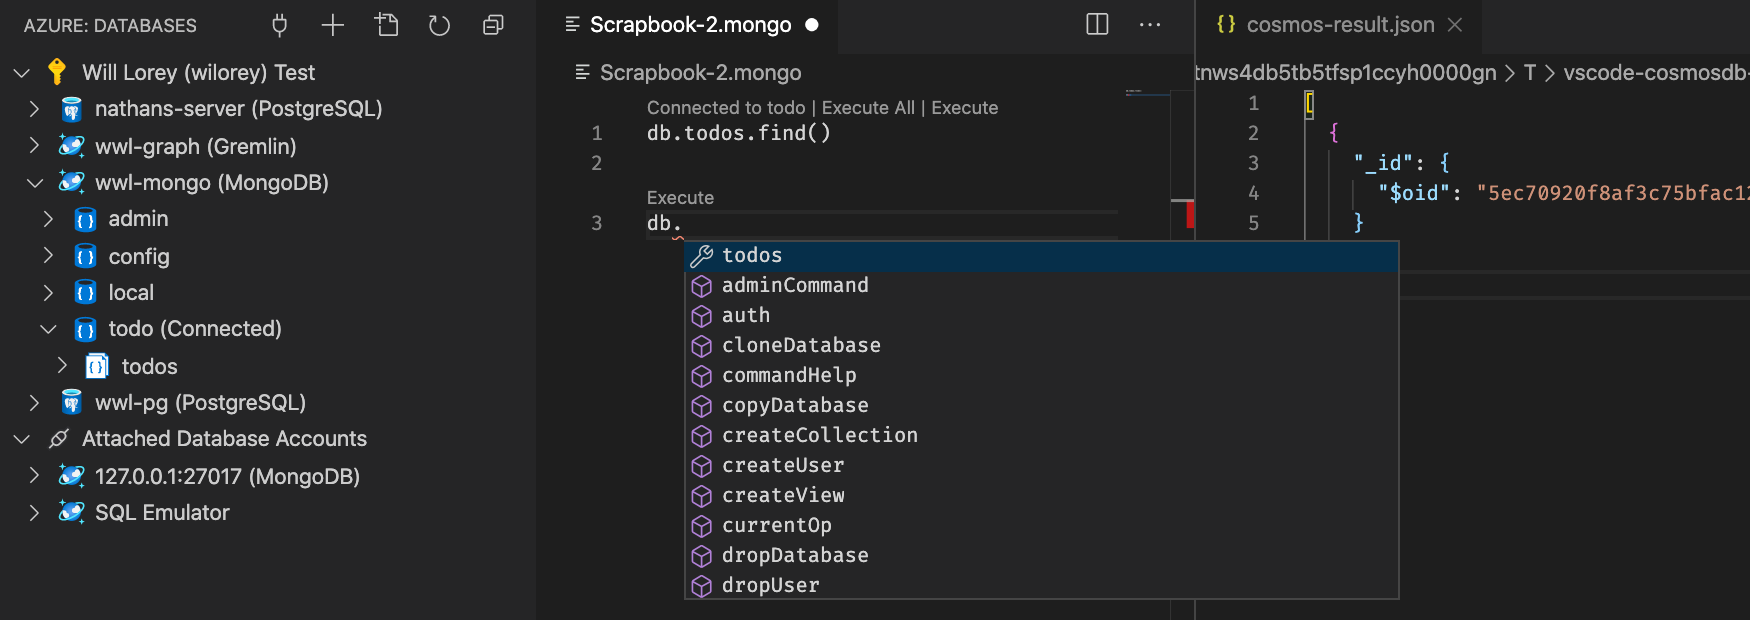 AZURE: DATABASES
Will Lorey (wilorey) Test
nathans-server (PostgreSQL)
wwl-graph (Gremlin)
wwl-mongo (MongoDB)
admin
config
local
todo (Connected)
todos
wwl-pg (PostgreSQL)
Attached Database Accounts
127.0.0.1:27017 (MongoDB)
SQL Emulator
Scrapbook-2.mongo
Scrapbook-2.mongo
Connected to todo | Execute All | Execute
1 db.todos.find()
2
Execute
3 db.
todos
adminCommand
auth
cloneDatabase
commandHelp
copyDatabase
createCollection
createUser
createView
currentOp
dropDatabase
dropUser
{} cosmos-result.json
tnws4db5tb5tfsp1ccyh0000gn > T > vscode-cosmosdb-
1 [
2 {
3 "_id": {
4 "$oid": "5ec70920f8af3c75bfac12
5 }